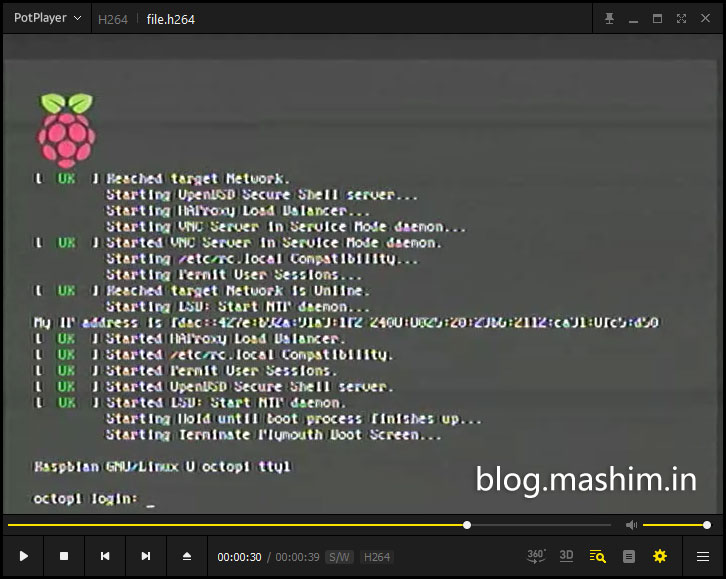 PotPlayer H264 file.h264
[ OK ] Reached target Network.
Starting OpenBSD Secure Shell server...
Starting HAProxy Load Balancer...
Starting VNC Server in Service Mode daemon...
[ OK ] Started VNC Server in Service Mode daemon.
Starting /etc/rc.local Compatibility...
Starting Permit User Sessions...
[ OK ] Reached target Network is Online.
Starting LSB: Start NTP daemon...
My IP address is
[ OK ] Started HAProxy Load Balancer.
[ OK ] Started /etc/rc.local Compatibility.
[ OK ] Started Permit User Sessions.
[ OK ] Started OpenBSD Secure Shell server.
[ OK ] Started LSB: Start NTP daemon.
Starting Hold until boot process finishes up...
Starting Terminate Plymouth Boot Screen...
Raspbian GNU/Linux octopi tty1
octopi login: _
blog.mashim.in
00:00:30 / 00:00:39 S/W H264 360° 3D